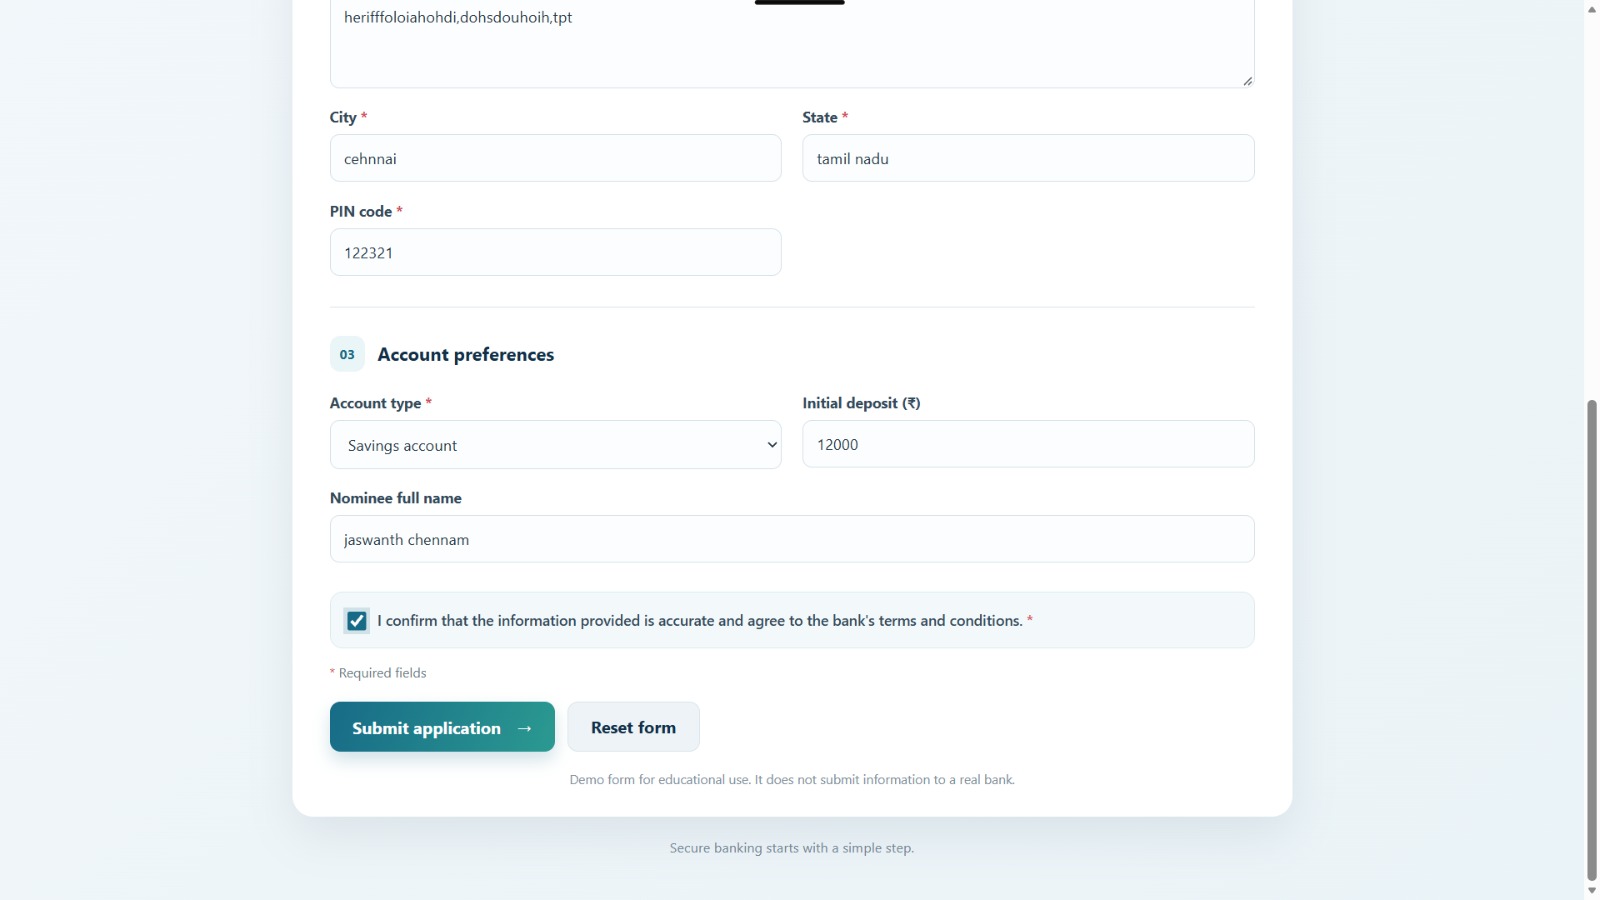 herifffoloiahohdi,dohsdouhoih,tpt
City *
State *
cehnnai
tamil nadu
PIN code *
122321
03
Account preferences
Account type *
Initial deposit (₹)
Savings account
12000
Nominee full name
jaswanth chennam
I confirm that the information provided is accurate and agree to the bank's terms and conditions. *
* Required fields
Submit application →
Reset form
Demo form for educational use. It does not submit information to a real bank.
Secure banking starts with a simple step.